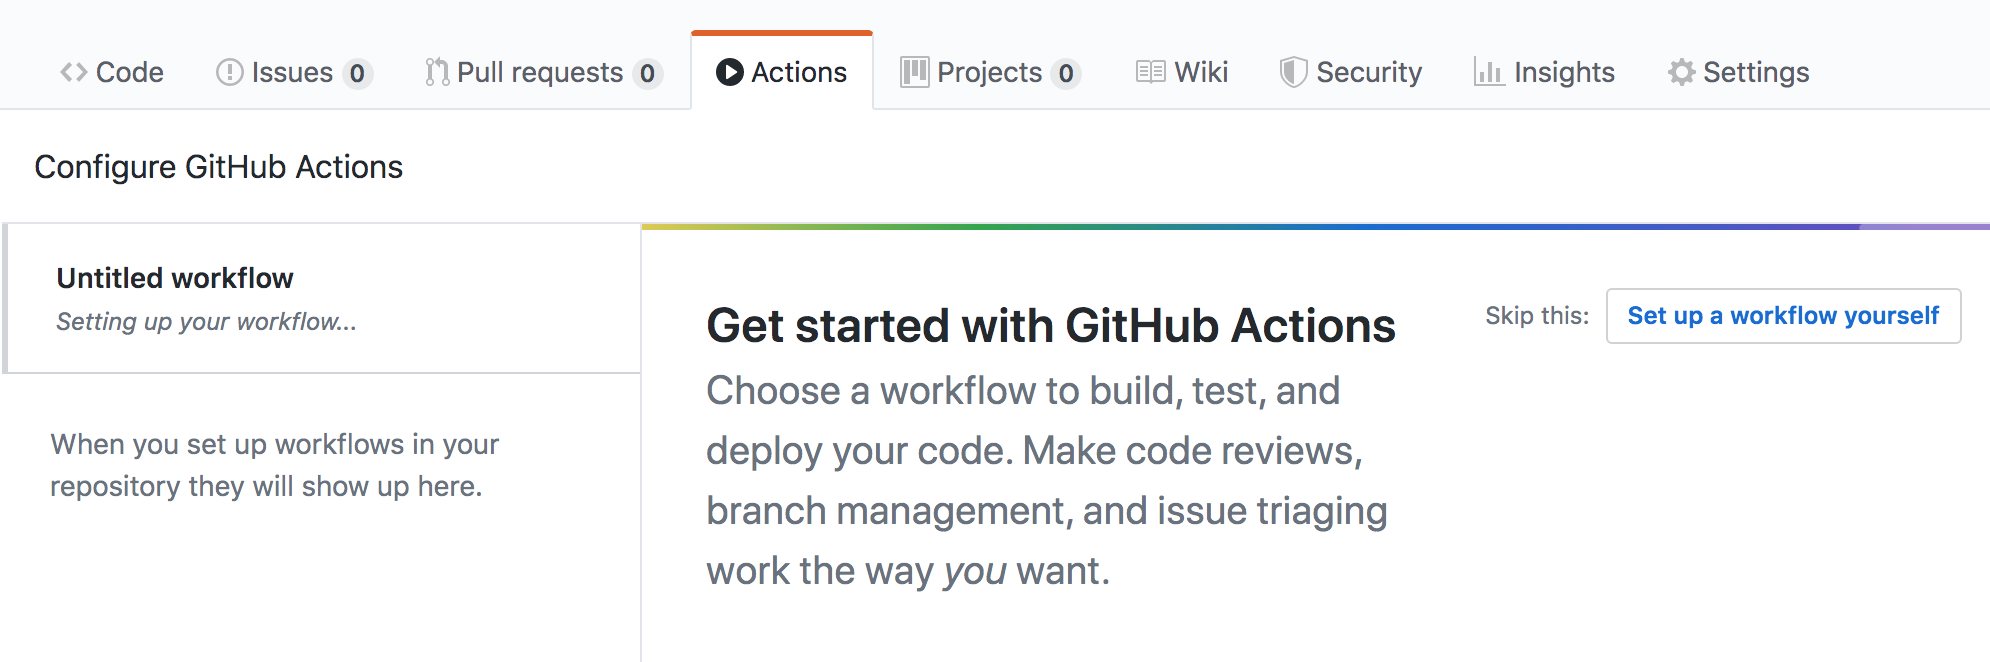 Code Issues 0 Pull requests 0 Actions Projects 0 Wiki Security Insights Settings
Configure GitHub Actions
Untitled workflow
Setting up your workflow...
When you set up workflows in your
repository they will show up here.
Get started with GitHub Actions
Skip this: Set up a workflow yourself
Choose a workflow to build, test, and
deploy your code. Make code reviews,
branch management, and issue triaging
work the way you want.